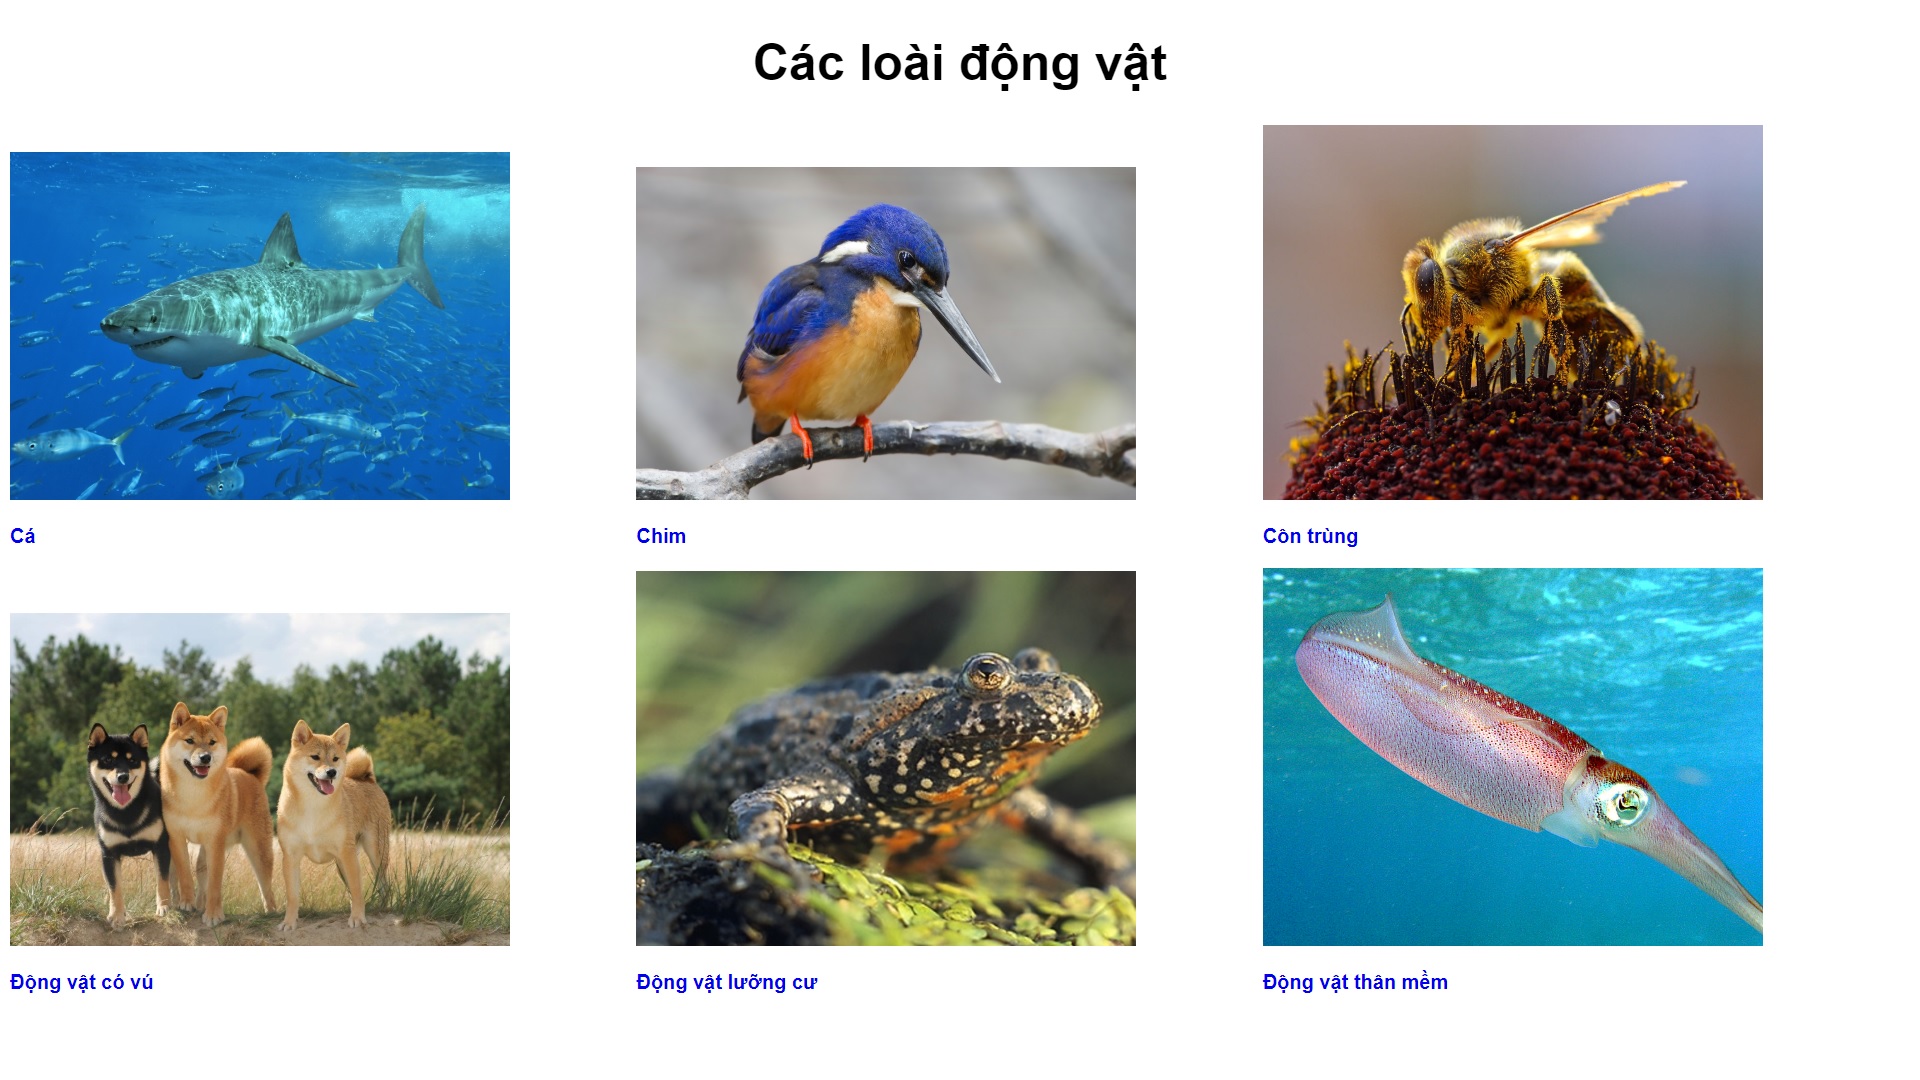 Các loài động vật
Cá
Chim
Côn trùng
Động vật có vú
Động vật lưỡng cư
Động vật thân mềm